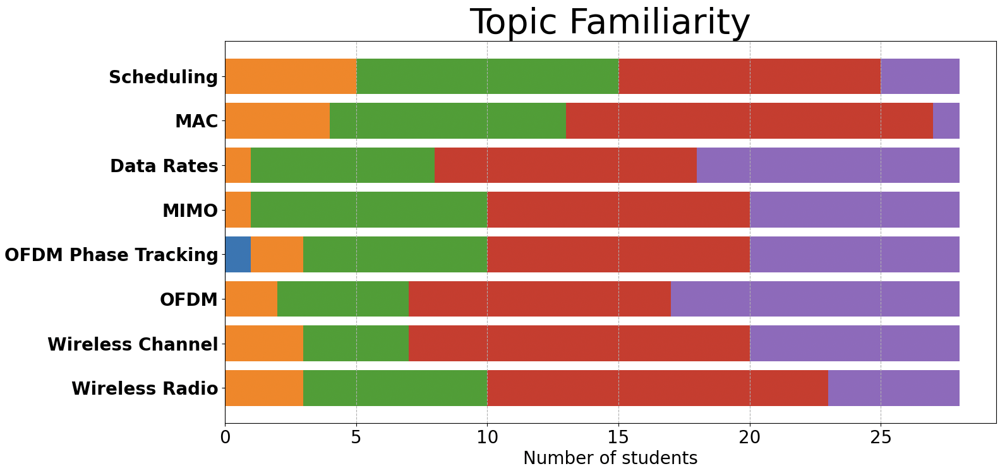 Topic Familiarity
Scheduling
MAC
Data Rates
MIMO
OFDM Phase Tracking
OFDM
Wireless Channel
Wireless Radio
0 5 10 15 20 25
Number of students